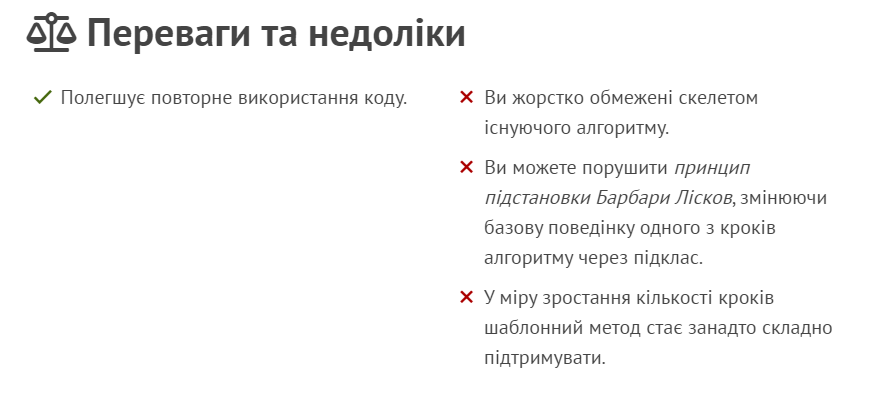 Переваги та недоліки
Полегшує повторне використання коду.
Ви жорстко обмежені скелетом
існуючого алгоритму.
Ви можете порушити принцип
підстановки Барбари Лісков, змінюючи
базову поведінку одного з кроків
алгоритму через підклас.
У міру зростання кількості кроків
шаблонний метод стає занадто складно
підтримувати.